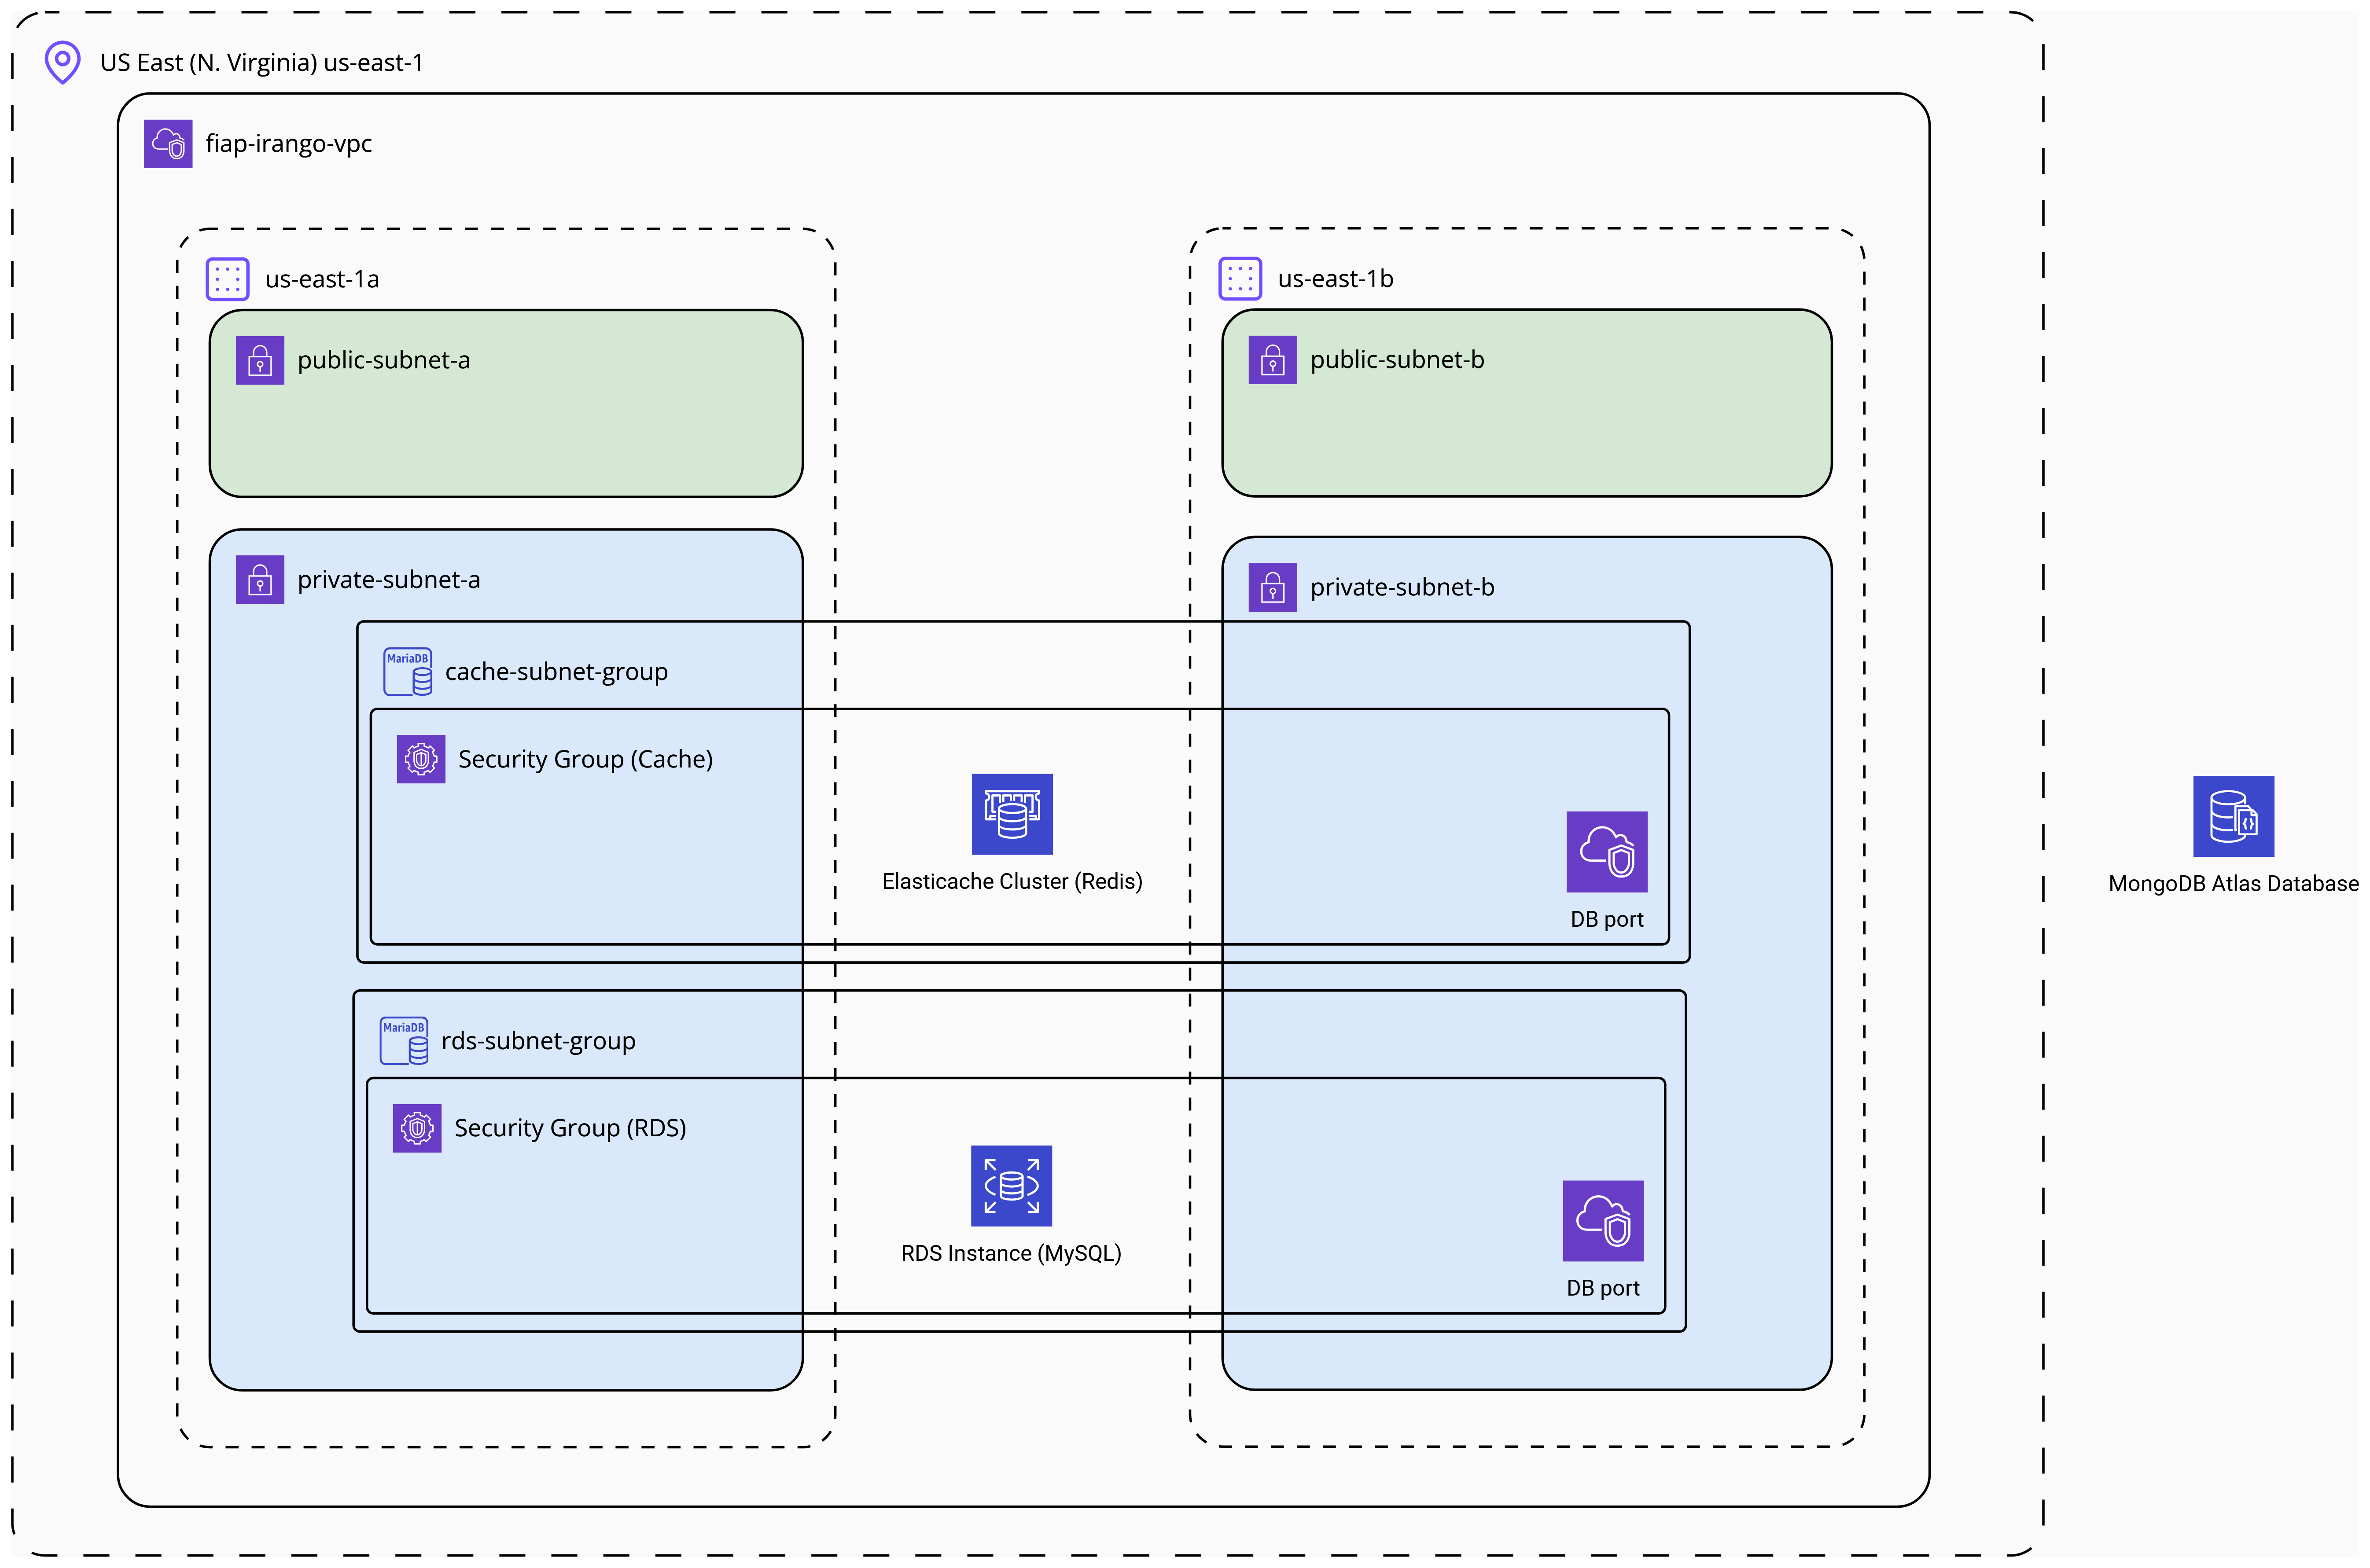 US East (N. Virginia) us-east-1
fiap-irango-vpc
us-east-1a
us-east-1b
public-subnet-a
public-subnet-b
private-subnet-a
private-subnet-b
MariaDB
cache-subnet-group
Security Group (Cache)
Elasticache Cluster (Redis)
DB port
MongoDB Atlas Database
MariaDB
rds-subnet-group
Security Group (RDS)
RDS Instance (MySQL)
DB port